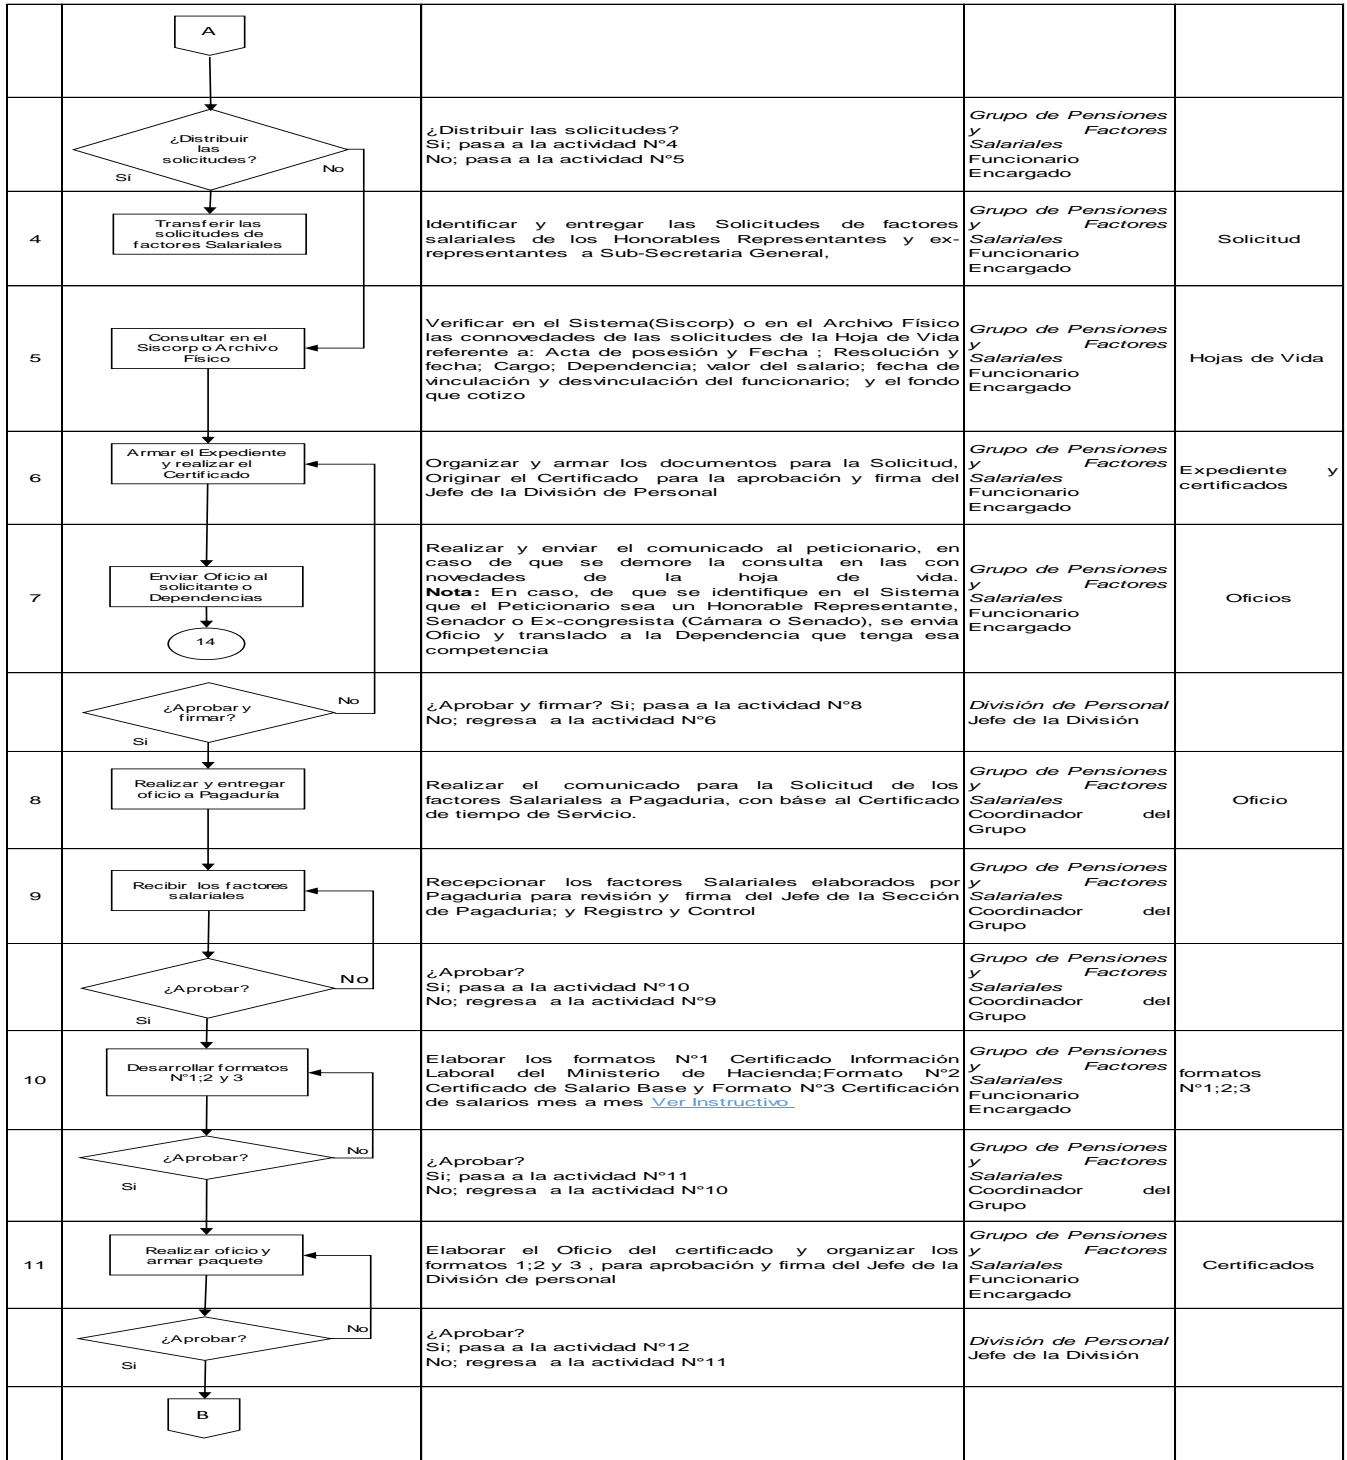 A
¿Distribuir
las
solicitudes?
Sí
No
¿Distribuir las solicitudes?
Si; pasa a la actividad N°4
No; pasa a la actividad N°5
Grupo de Pensiones
y Factores
Salariales
Funcionario
Encargado
4
Transferir las
solicitudes de
factores Salariales
Identificar y entregar las Solicitudes de factores
salariales de los Honorables Representantes y ex-
representantes a Sub-Secretaria General,
Grupo de Pensiones
y Factores
Salariales
Funcionario
Encargado
Solicitud
5
Consultar en el
Siscorp o Archivo
Físico
Verificar en el Sistema(Siscorp) o en el Archivo Físico
las connovedades de las solicitudes de la Hoja de Vida
referente a: Acta de posesión y Fecha ; Resolución y
fecha; Cargo; Dependencia; valor del salario; fecha de
vinculación y desvinculación del funcionario; y el fondo
que cotizo
Grupo de Pensiones
y Factores
Salariales
Funcionario
Encargado
Hojas de Vida
6
Armar el Expediente
y realizar el
Certificado
Organizar y armar los documentos para la Solicitud,
Originar el Certificado para la aprobación y firma del
Jefe de la División de Personal
Grupo de Pensiones
y Factores
Salariales
Funcionario
Encargado
Expediente y
certificados
7
Enviar Oficio al
solicitante o
Dependencias
14
Realizar y enviar el comunicado al peticionario, en
caso de que se demore la consulta en las con
novedades de la hoja de vida.
Nota: En caso, de que se identifique en el Sistema
que el Peticionario sea un Honorable Representante,
Senador o Ex-congresista (Cámara o Senado), se envia
Oficio y translado a la Dependencia que tenga esa
competencia
Grupo de Pensiones
y Factores
Salariales
Funcionario
Encargado
Oficios
¿Aprobar y
firmar?
No
Si
¿Aprobar y firmar? Si; pasa a la actividad N°8
No; regresa a la actividad N°6
División de Personal
Jefe de la División
8
Realizar y entregar
oficio a Pagaduría
Realizar el comunicado para la Solicitud de los
factores Salariales a Pagaduria, con báse al Certificado
de tiempo de Servicio.
Grupo de Pensiones
y Factores
Salariales
Coordinador del
Grupo
Oficio
9
Recibir los factores
salariales
Recepcionar los factores Salariales elaborados por
Pagaduria para revisión y firma del Jefe de la Sección
de Pagaduria; y Registro y Control
Grupo de Pensiones
y Factores
Salariales
Coordinador del
Grupo
¿Aprobar?
No
Si
¿Aprobar?
Si; pasa a la actividad N°10
No; regresa a la actividad N°9
Grupo de Pensiones
y Factores
Salariales
Coordinador del
Grupo
10
Desarrollar formatos
N°1;2 y 3
Elaborar los formatos N°1 Certificado Información
Laboral del Ministerio de Hacienda;Formato N°2
Certificado de Salario Base y Formato N°3 Certificación
de salarios mes a mes Ver Instructivo
Grupo de Pensiones
y Factores
Salariales
Funcionario
Encargado
formatos
N°1;2;3
¿Aprobar?
No
Si
¿Aprobar?
Si; pasa a la actividad N°11
No; regresa a la actividad N°10
Grupo de Pensiones
y Factores
Salariales
Coordinador del
Grupo
11
Realizar oficio y
armar paquete
Elaborar el Oficio del certificado y organizar los
formatos 1;2 y 3 , para aprobación y firma del Jefe de la
División de personal
Grupo de Pensiones
y Factores
Salariales
Funcionario
Encargado
Certificados
¿Aprobar?
No
Si
¿Aprobar?
Si; pasa a la actividad N°12
No; regresa a la actividad N°11
División de Personal
Jefe de la División
B